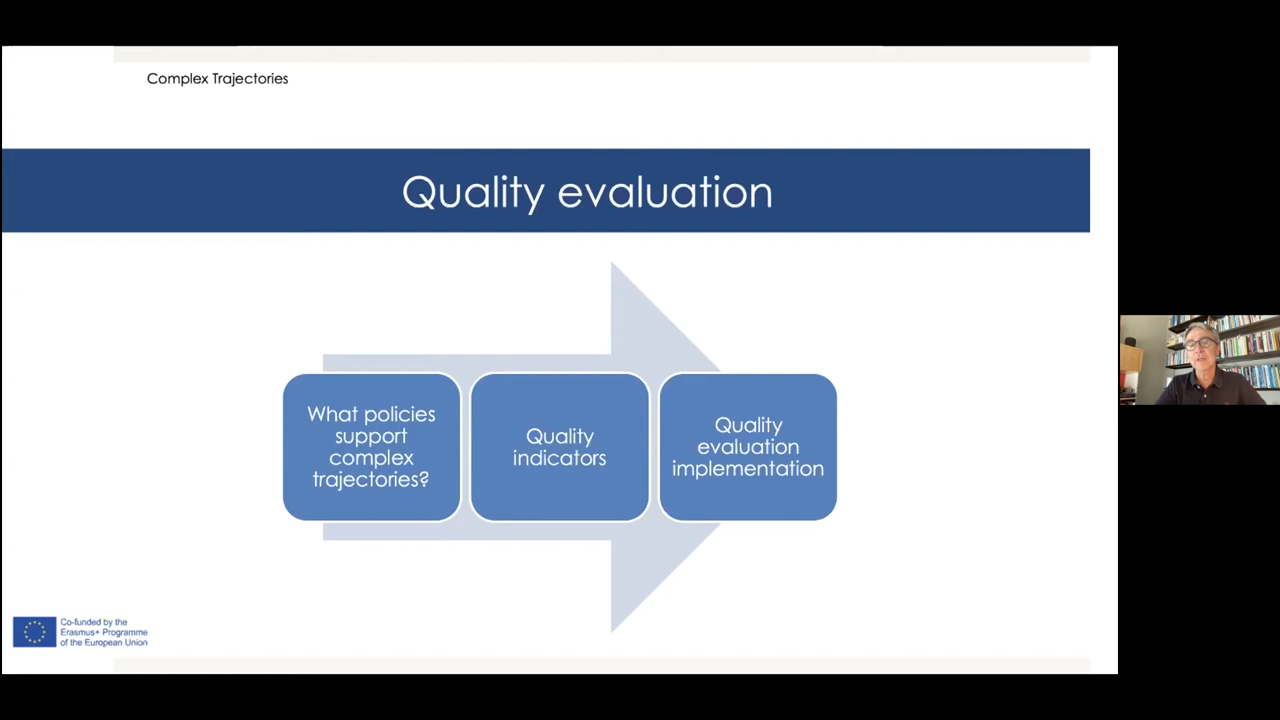 Complex Trajectories
Quality evaluation
What policies
support
complex
trajectories?
Quality
indicators
Quality
evaluation
implementation
Co-funded by the
Erasmus+ Programme
of the European Union